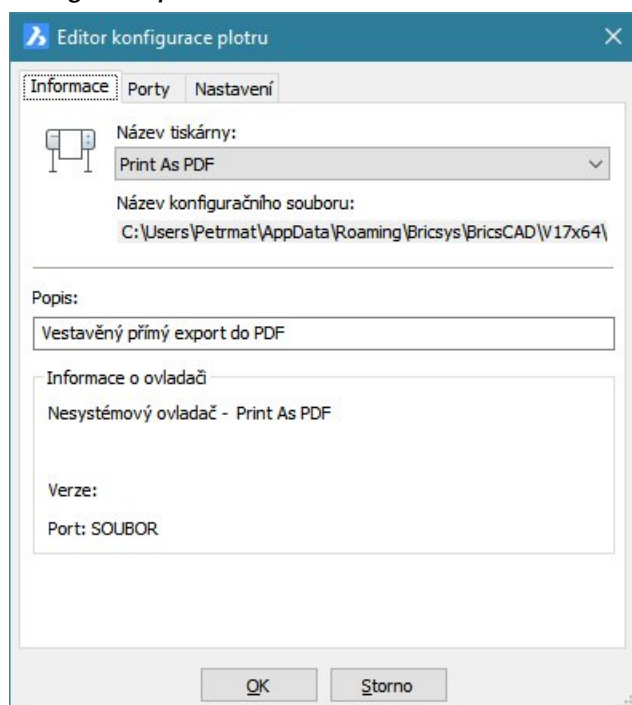 Editor konfigurace plotru
Informace Porty Nastavení
Název tiskárny:
Print As PDF
Název konfiguračního souboru:
C:\Users\Petrmat\AppData\Roaming\Bricsys\BricsCAD\V17x64\
Popis:
Vestavěný přímý export do PDF
Informace o ovladači
Nesystémový ovladač - Print As PDF
Verze:
Port: SOUBOR
OK Storno